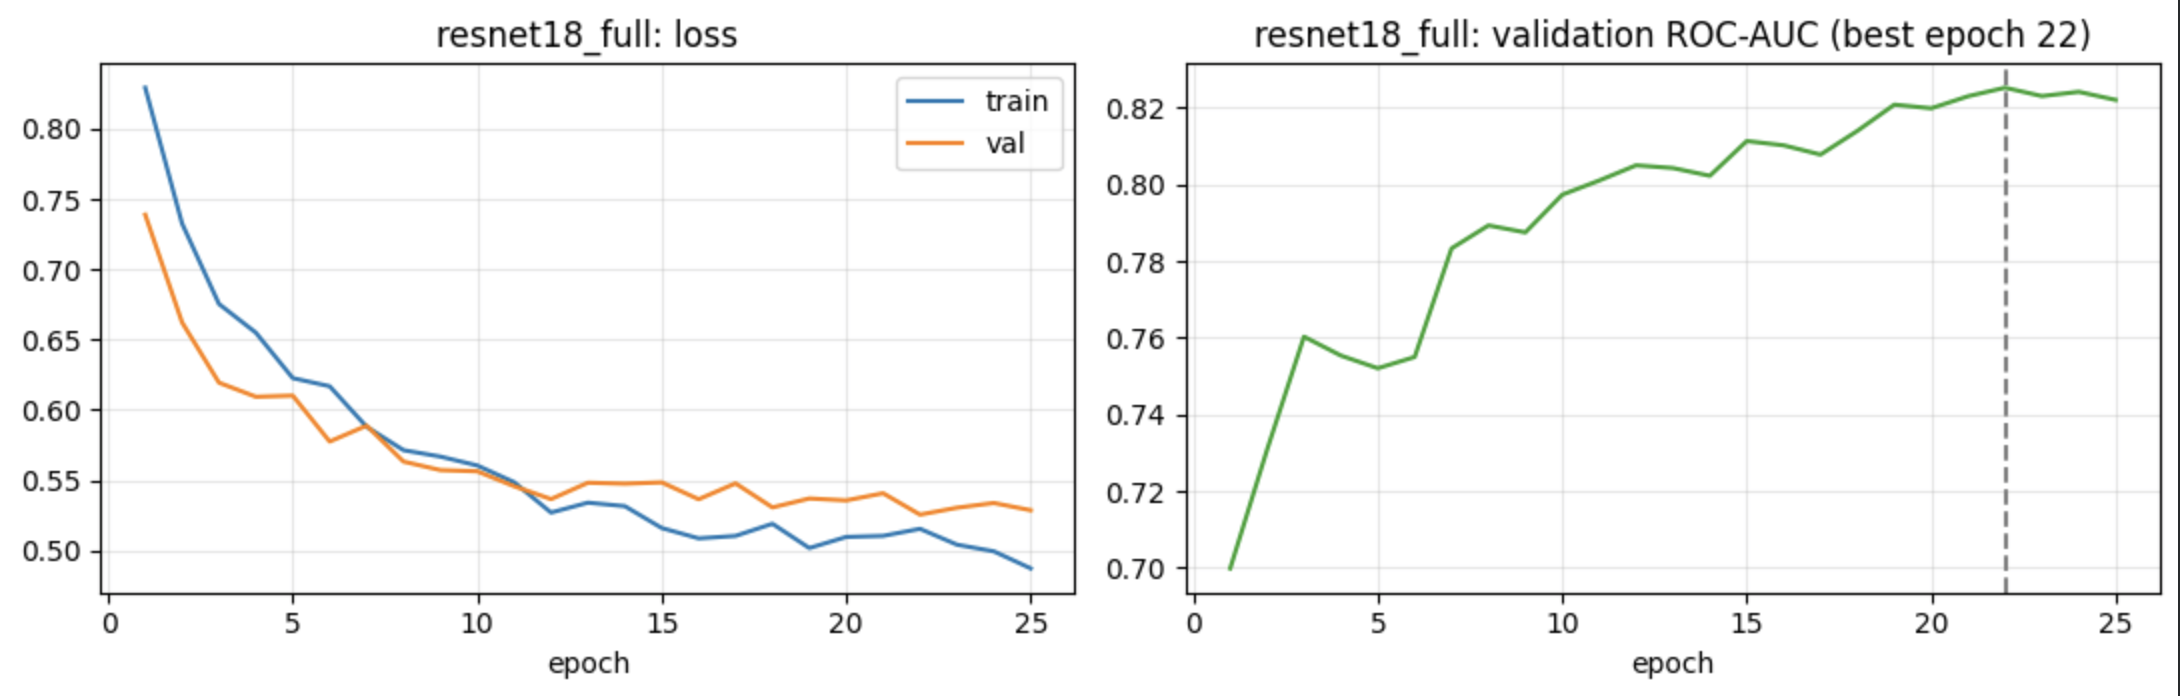 resnet18_full: loss
train
val
0.80
0.75
0.70
0.65
0.60
0.55
0.50
0 5 10 15 20 25
epoch
resnet18_full: validation ROC-AUC (best epoch 22)
0.82
0.80
0.78
0.76
0.74
0.72
0.70
0 5 10 15 20 25
epoch